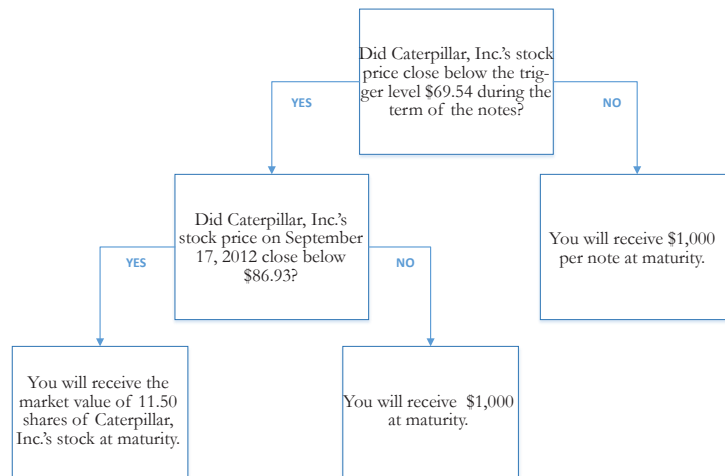 Did Caterpillar, Inc.'s stock
price close below the trig-
ger level $69.54 during the
term of the notes?
YES
NO
Did Caterpillar, Inc.'s
stock price on September
17, 2012 close below
$86.93?
You will receive $1,000
per note at maturity.
YES
NO
You will receive the
market value of 11.50
shares of Caterpillar,
Inc.'s stock at maturity.
You will receive $1,000
at maturity.